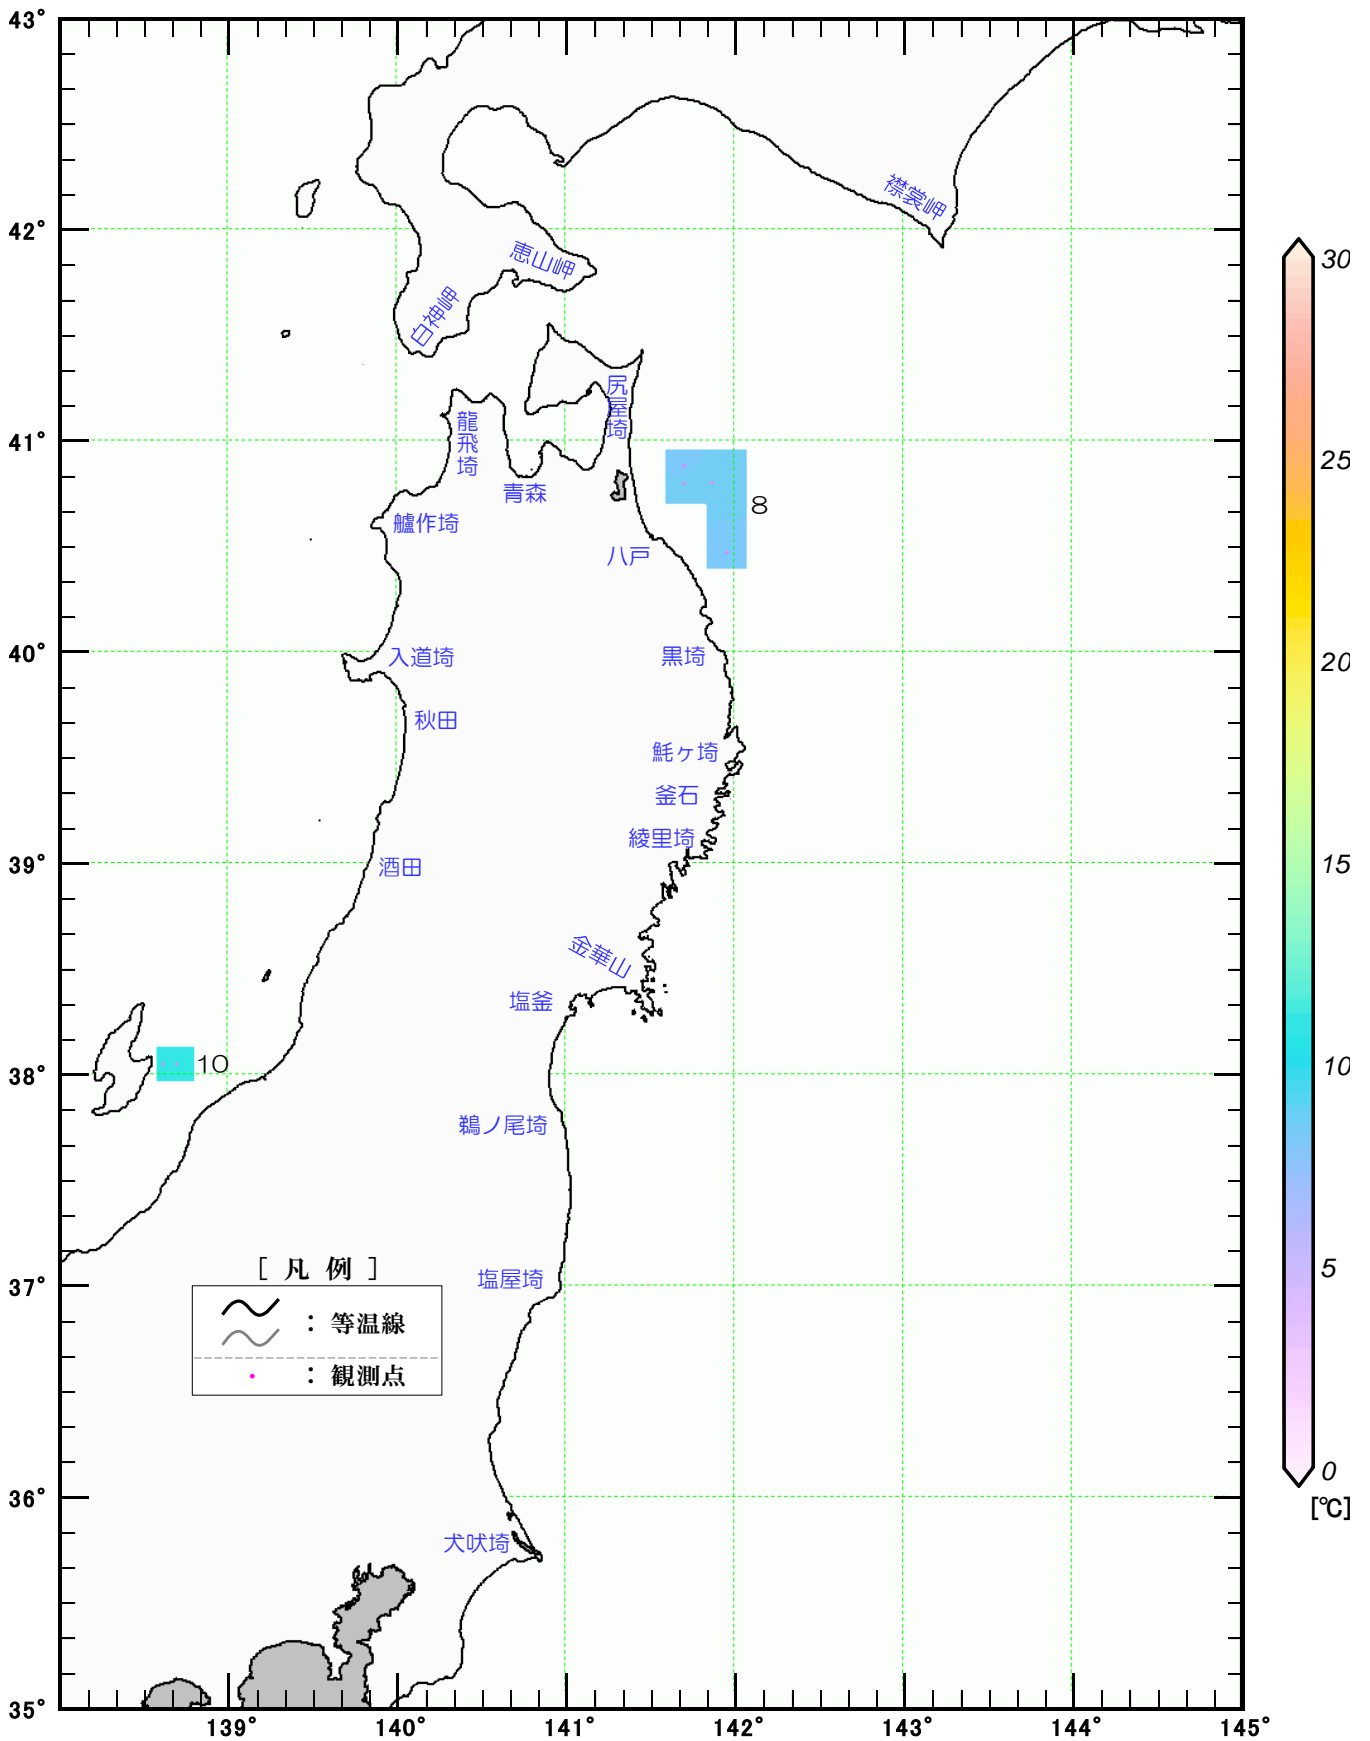 43°
42°
41°
40°
39°
38°
37°
36°
35°
139°
140°
141°
142°
143°
144°
145°
襟裳岬
恵山岬
白神岬
尻屋埼
龍飛埼
青森
艫作埼
八戸
8
入道埼
黒埼
秋田
魹ヶ埼
釜石
綾里埼
酒田
金華山
塩釜
10
鵜ノ尾埼
塩屋埼
犬吠埼
[ 凡 例 ]
: 等温線
: 観測点
30
25
20
15
10
5
0
[℃]